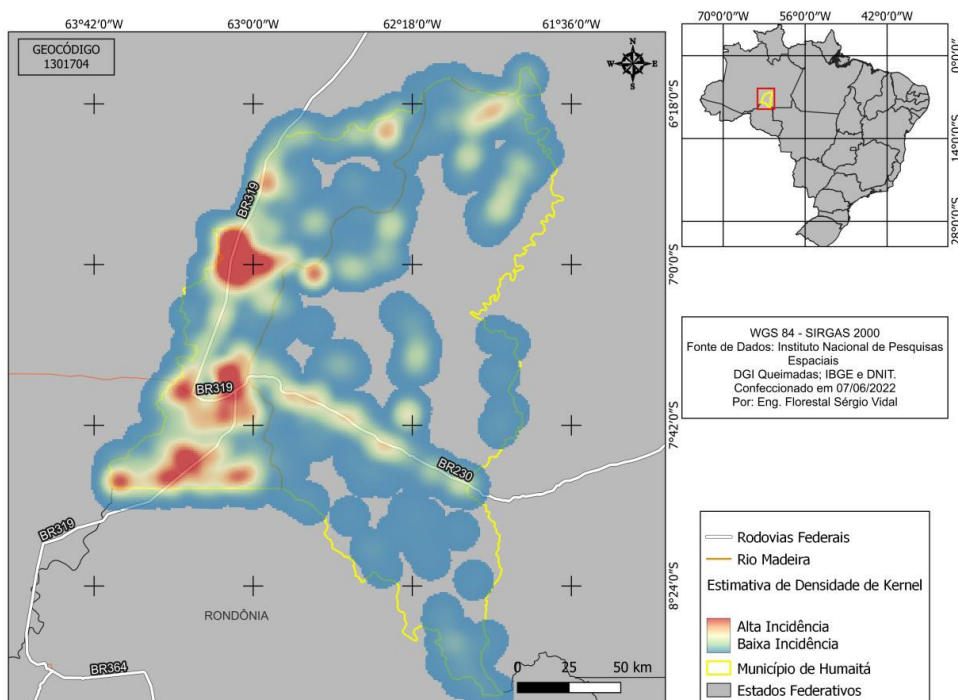 63°42'0"W 63°0'0"W 62°18'0"W 61°36'0"W
GEOCÓDIGO
1301704
N
W E
S
6°18'0"S
7°0'0"S
7°42'0"S
8°24'0"S
BR319
BR319
BR230
BR319
BR364
RONDÔNIA
0 25 50 km
70°0'0"W 56°0'0"W 42°0'0"W
0°0'0"
14°0'0"S
28°0'0"S
WGS 84 - SIRGAS 2000
Fonte de Dados: Instituto Nacional de Pesquisas
Espaciais
DGI Queimadas; IBGE e DNIT.
Confeccionado em 07/06/2022
Por: Eng. Florestal Sérgio Vidal
Rodovias Federais
Rio Madeira
Estimativa de Densidade de Kernel
Alta Incidência
Baixa Incidência
Município de Humaitá
Estados Federativos